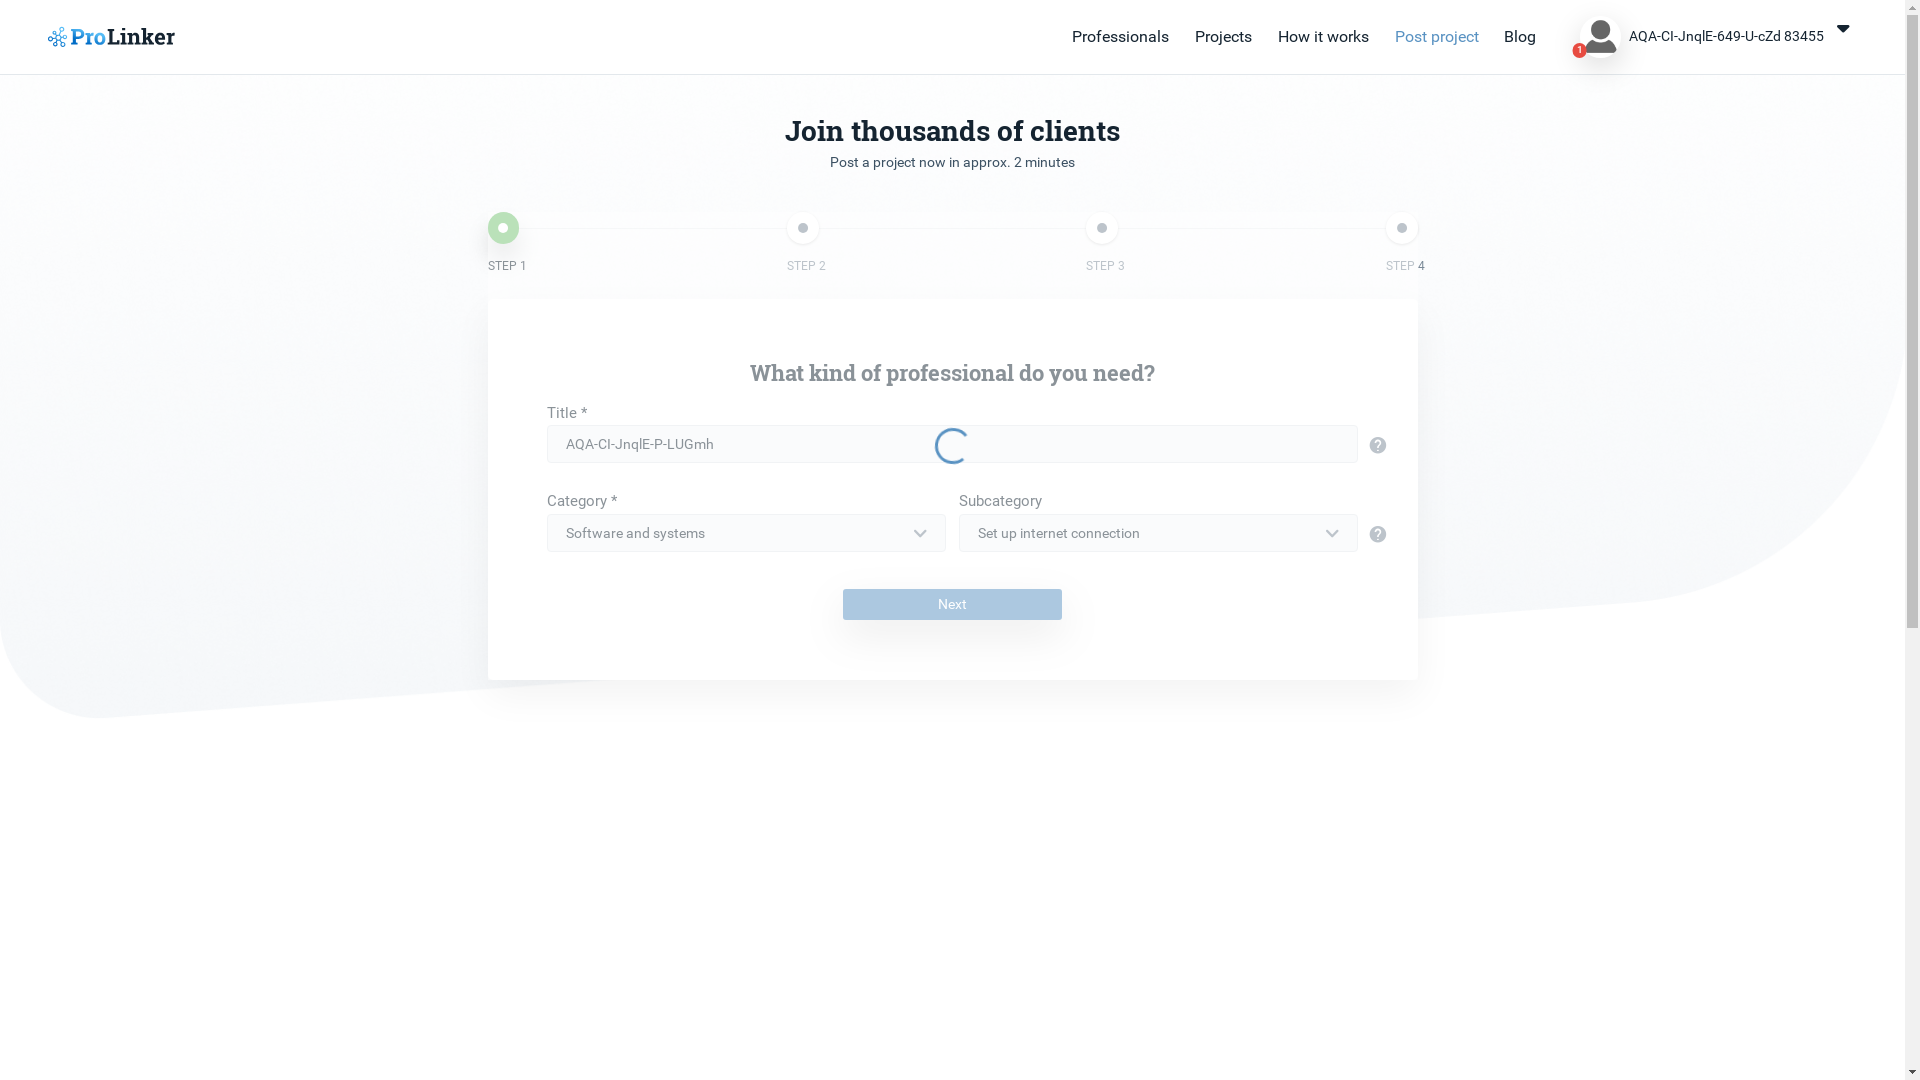 ProLinker
Professionals Projects How it works Post project Blog 1 AQA-CI-JnqlE-649-U-cZd 83455
Join thousands of clients
Post a project now in approx. 2 minutes
STEP 1 STEP 2 STEP 3 STEP 4
What kind of professional do you need?
Title *
AQA-CI-JnqlE-P-LUGmh
?
Category * Subcategory
Software and systems Set up internet connection
?
Next